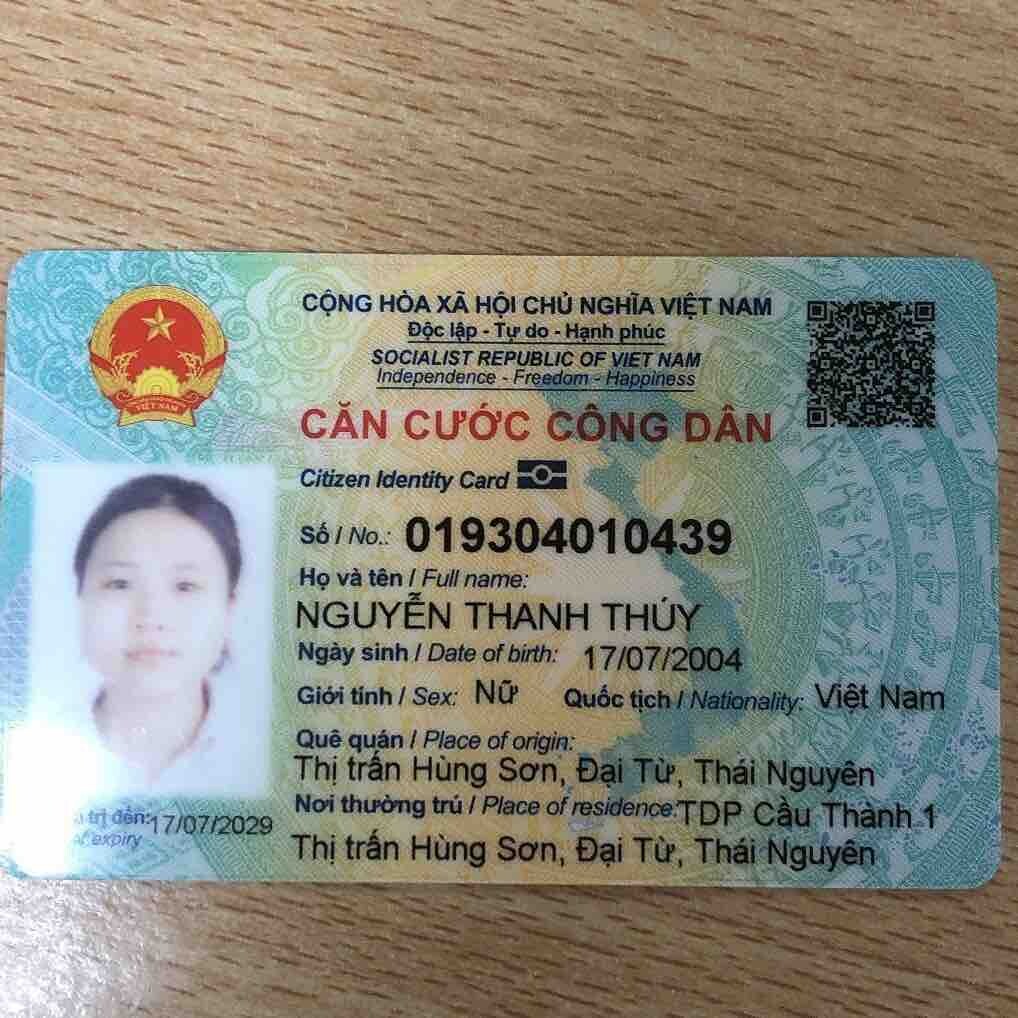 CỘNG HÒA XÃ HỘI CHỦ NGHĨA VIỆT NAM
Độc lập - Tự do - Hạnh phúc
SOCIALIST REPUBLIC OF VIET NAM
Independence - Freedom - Happiness
VIỆT NAM
CĂN CƯỚC CÔNG DÂN
Citizen Identity Card
Số / No.: 019304010439
Họ và tên / Full name:
NGUYỄN THANH THÚY
Ngày sinh / Date of birth: 17/07/2004
Giới tính / Sex: Nữ Quốc tịch / Nationality: Việt Nam
Quê quán / Place of origin:
Thị trấn Hùng Sơn, Đại Từ, Thái Nguyên
Nơi thường trú / Place of residence: TDP Cầu Thành 1
Thị trấn Hùng Sơn, Đại Từ, Thái Nguyên
trị đến: 17/07/2029
expiry